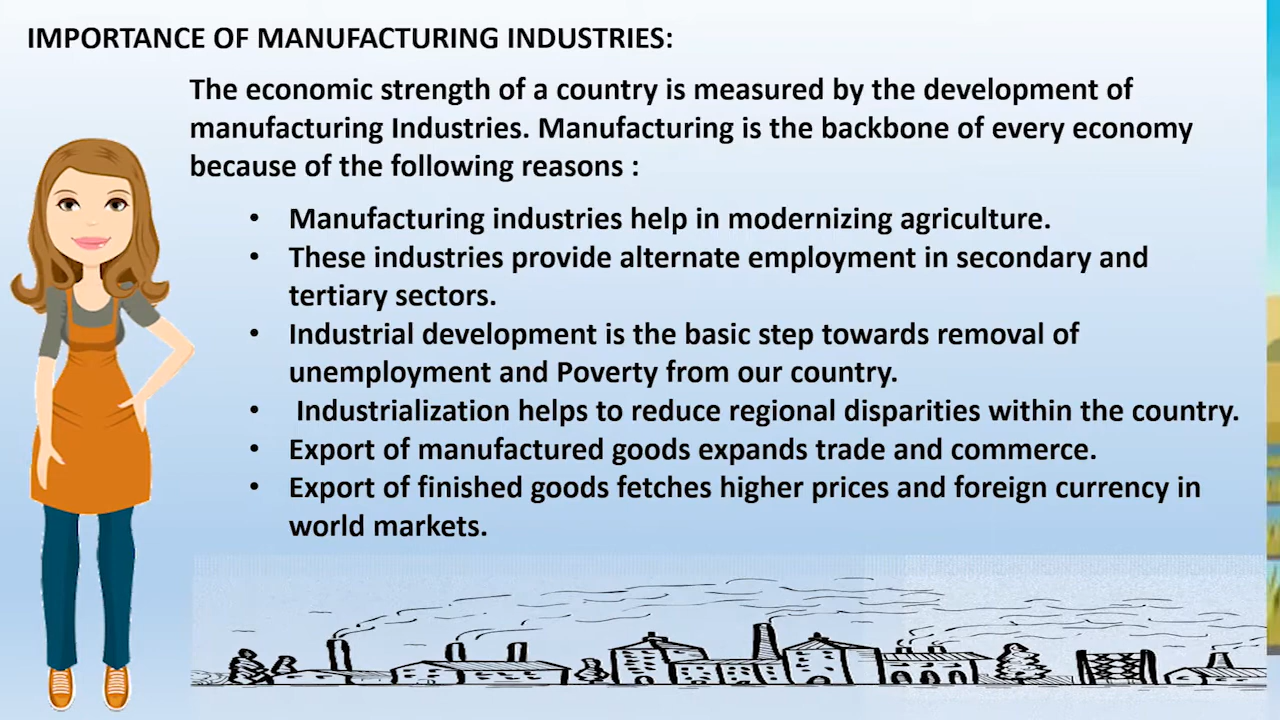 IMPORTANCE OF MANUFACTURING INDUSTRIES:
The economic strength of a country is measured by the development of
manufacturing Industries. Manufacturing is the backbone of every economy
because of the following reasons :
• Manufacturing industries help in modernizing agriculture.
• These industries provide alternate employment in secondary and
tertiary sectors.
• Industrial development is the basic step towards removal of
unemployment and Poverty from our country.
• Industrialization helps to reduce regional disparities within the country.
• Export of manufactured goods expands trade and commerce.
• Export of finished goods fetches higher prices and foreign currency in
world markets.